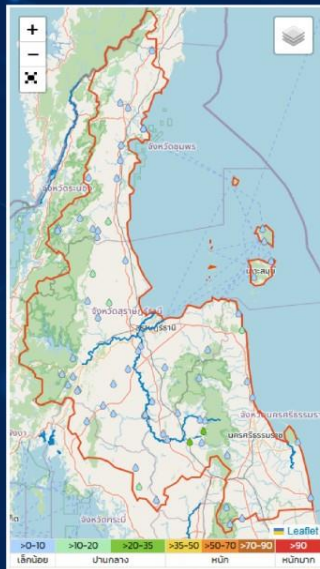 +
−
จังหวัดชุมพร
จังหวัดระนอง
เกาะสมุย
จังหวัดสุราษฎร์ธานี
สุราษฎร์ธานี
จังหวัดนครศรีธรรมราช
นครศรีธรรมราช
จังหวัดกระบี่
Leaflet
>0-10 >10-20 >20-35 >35-50 >50-70 >70-90 >90
เล็กน้อย ปานกลาง หนัก หนักมาก